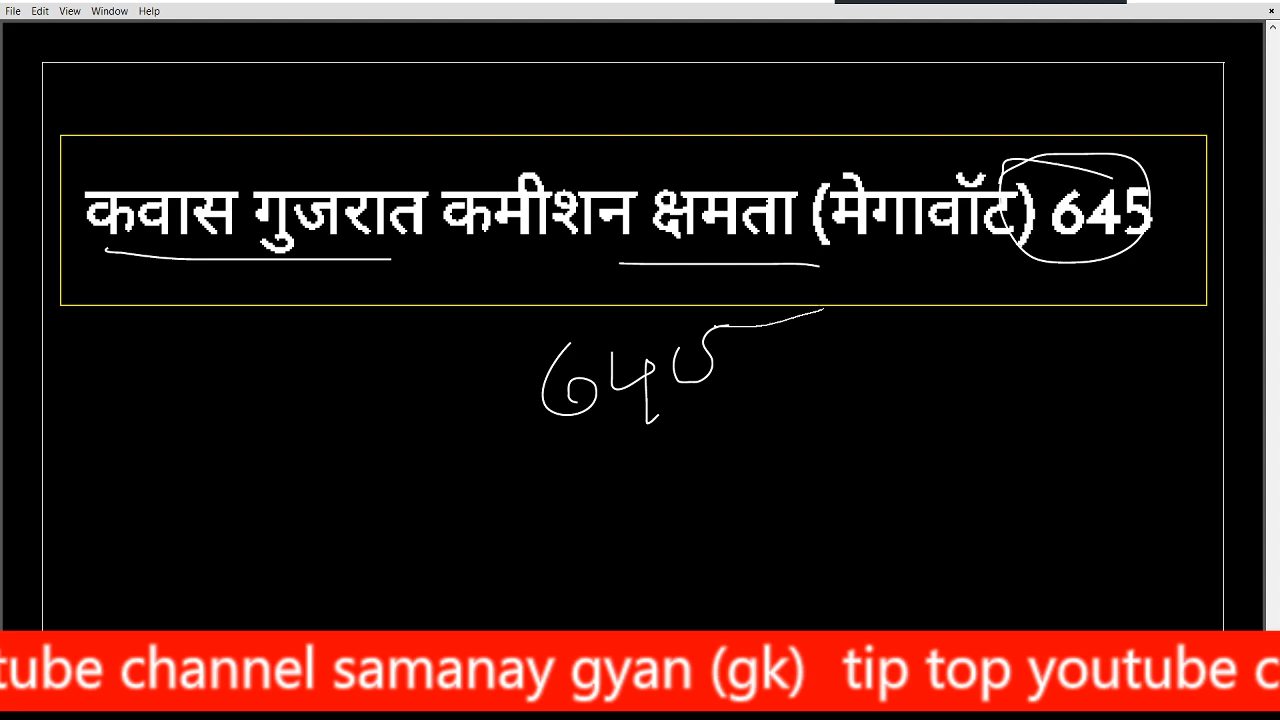 File Edit View Window Help
कवास गुजरात कमीशन क्षमता (मेगावॉट) 645
645
tube channel samanay gyan (gk) tip top youtube c